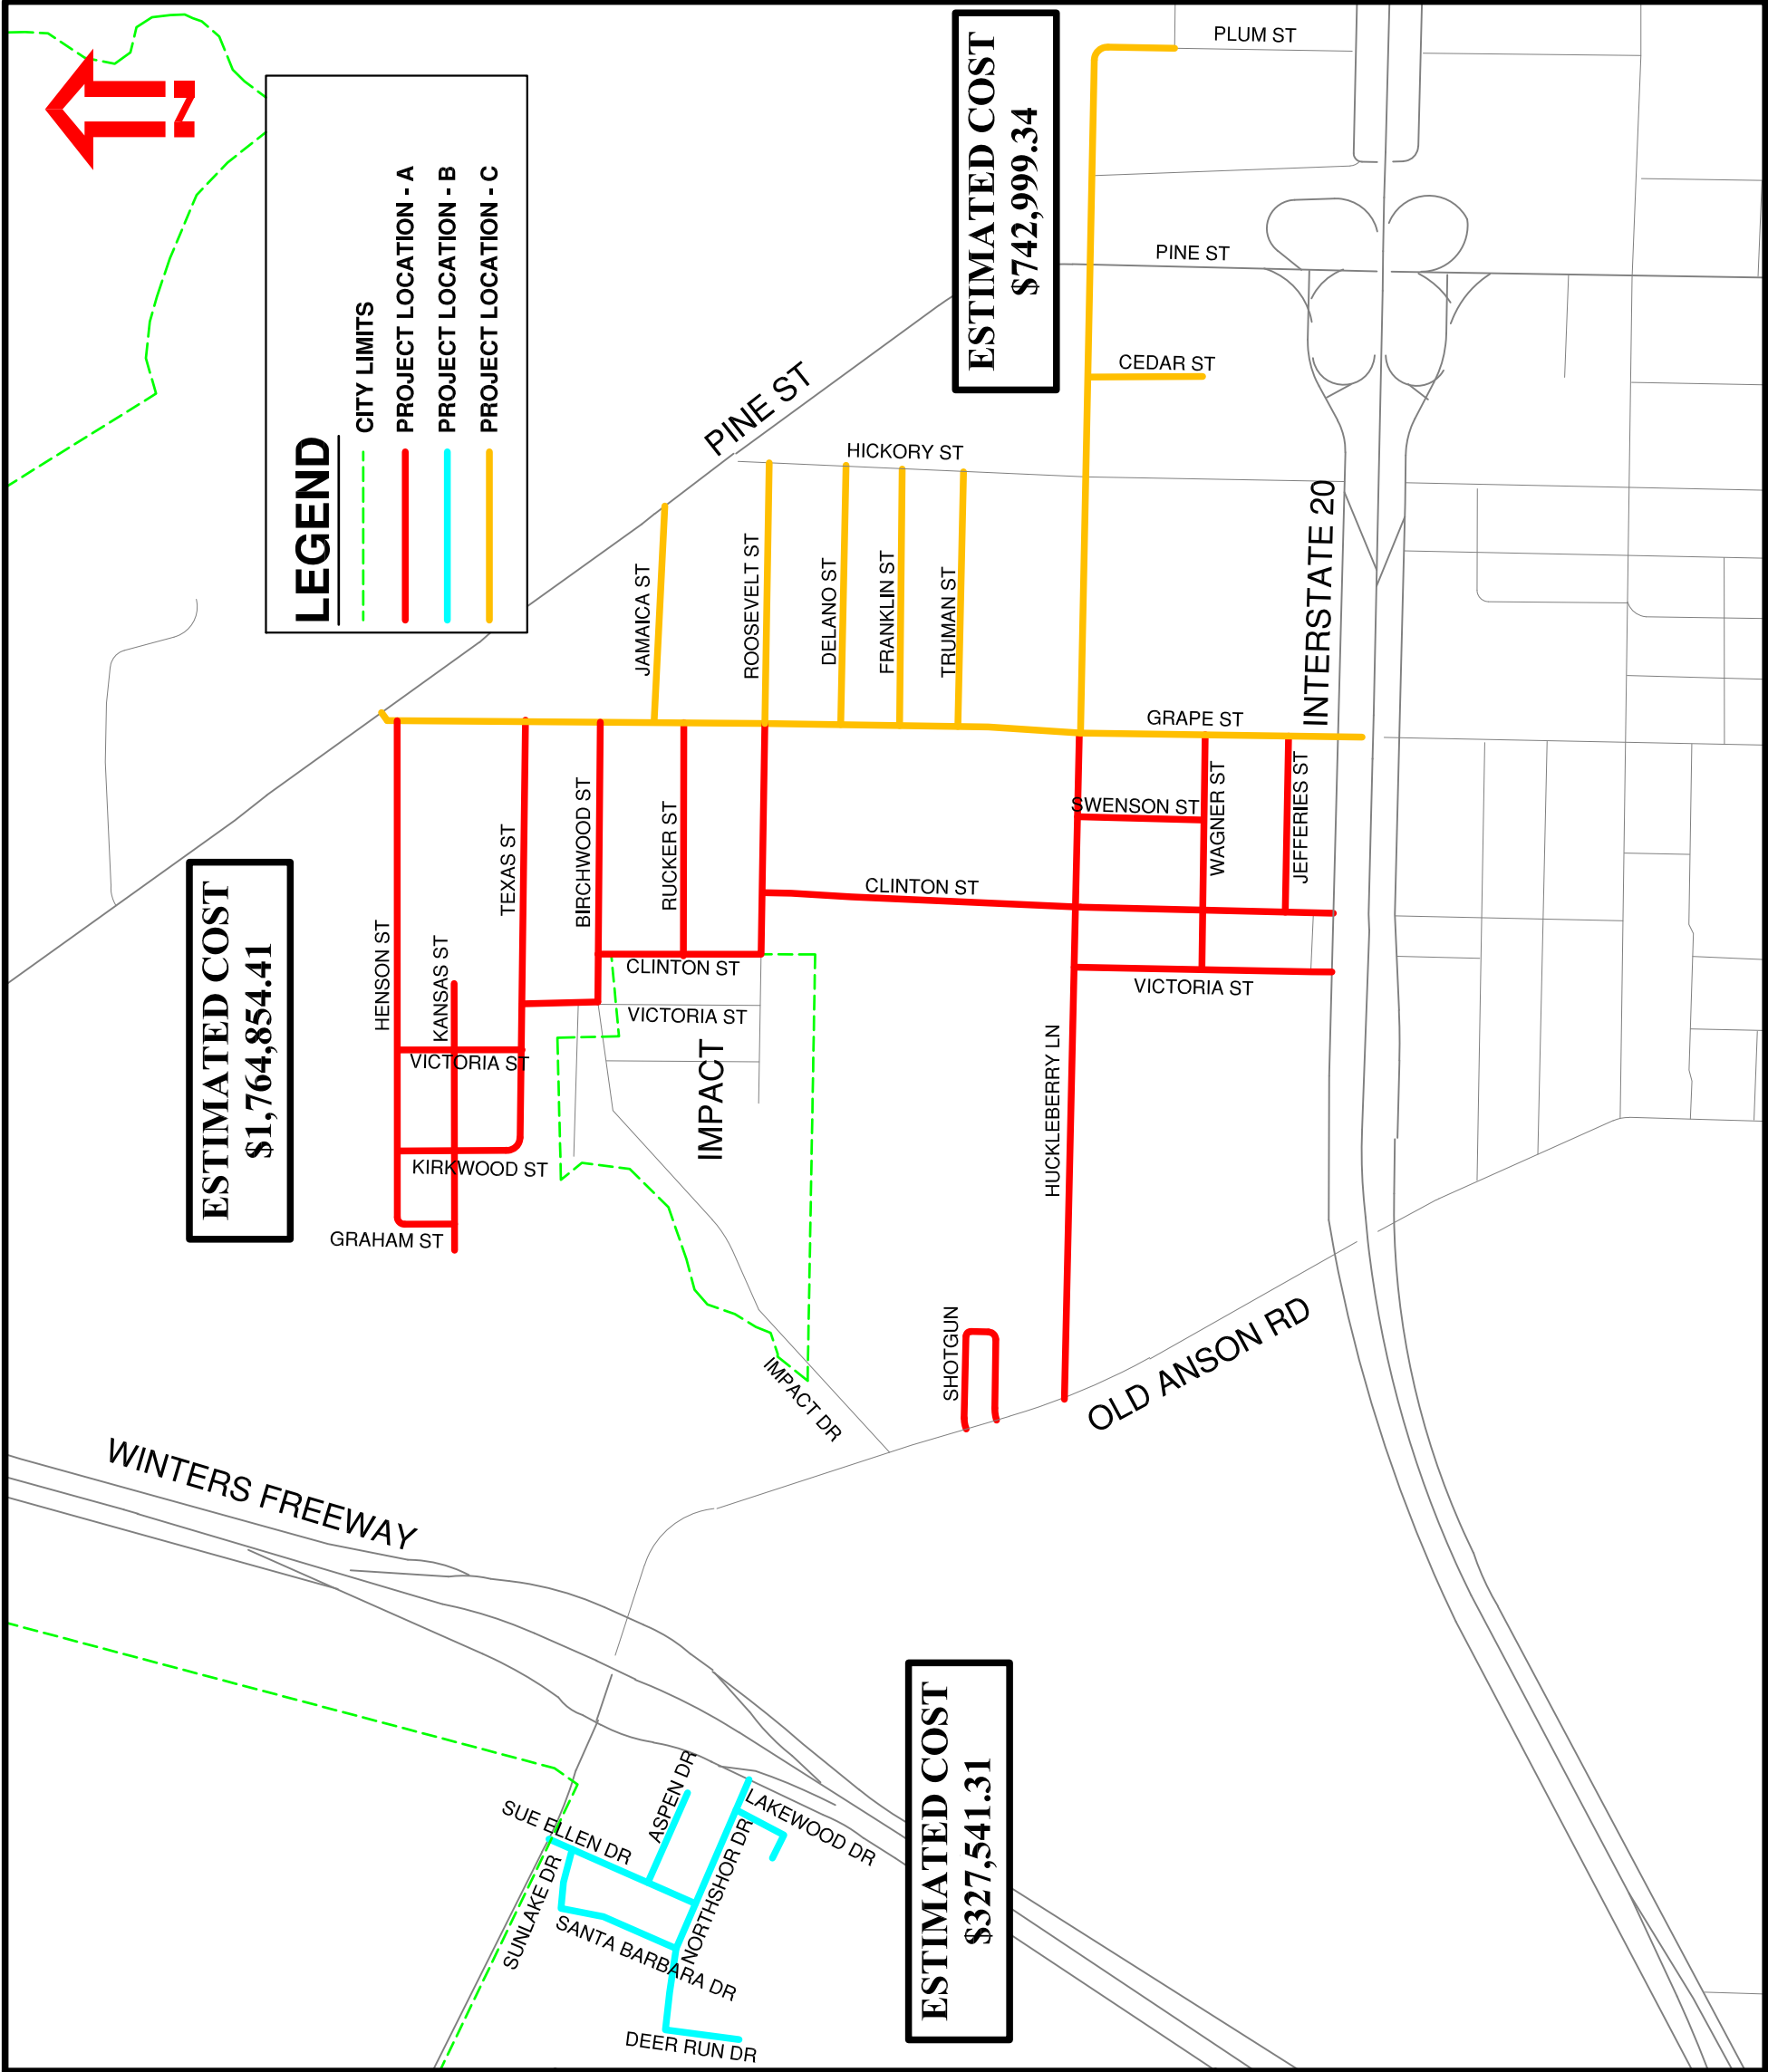 N
LEGEND
CITY LIMITS
PROJECT LOCATION - A
PROJECT LOCATION - B
PROJECT LOCATION - C
ESTIMATED COST
$742,999.34
PLUM ST
PINE ST
CEDAR ST
PINE ST
HICKORY ST
JAMAICA ST
ROOSEVELT ST
DELANO ST
FRANKLIN ST
TRUMAN ST
INTERSTATE 20
GRAPE ST
ESTIMATED COST
$1,764,854.41
HENSON ST
KANSAS ST
TEXAS ST
BIRCHWOOD ST
RUCKER ST
SWENSON ST
WAGNER ST
JEFFERIES ST
CLINTON ST
CLINTON ST
VICTORIA ST
VICTORIA ST
VICTORIA ST
KIRKWOOD ST
GRAHAM ST
IMPACT
HUCKLEBERRY LN
SHOTGUN
OLD ANSON RD
IMPACT DR
WINTERS FREEWAY
SUE ELLEN DR
ASPEN DR
LAKEWOOD DR
NORTHSHOR DR
SUNLAKE DR
SANTA BARBARA DR
DEER RUN DR
ESTIMATED COST
$327,541.31